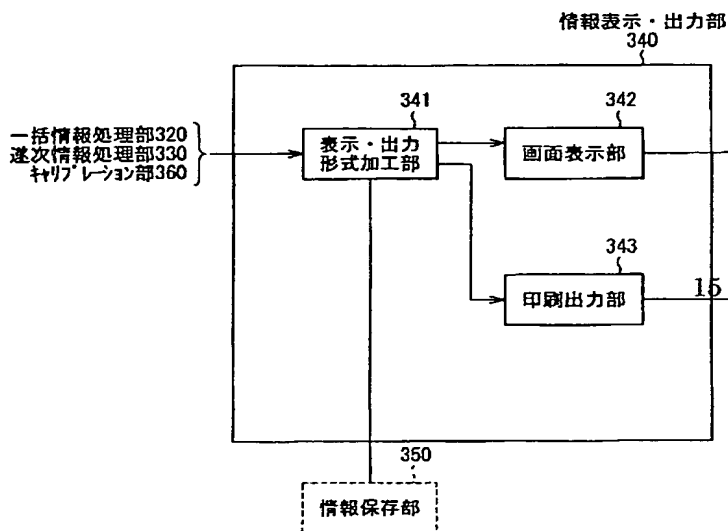 情報表示・出力部
340
一括情報処理部320
逐次情報処理部330
キャリブレーション部360
341
表示・出力
形式加工部
342
画面表示部
343
印刷出力部
15
350
情報保存部